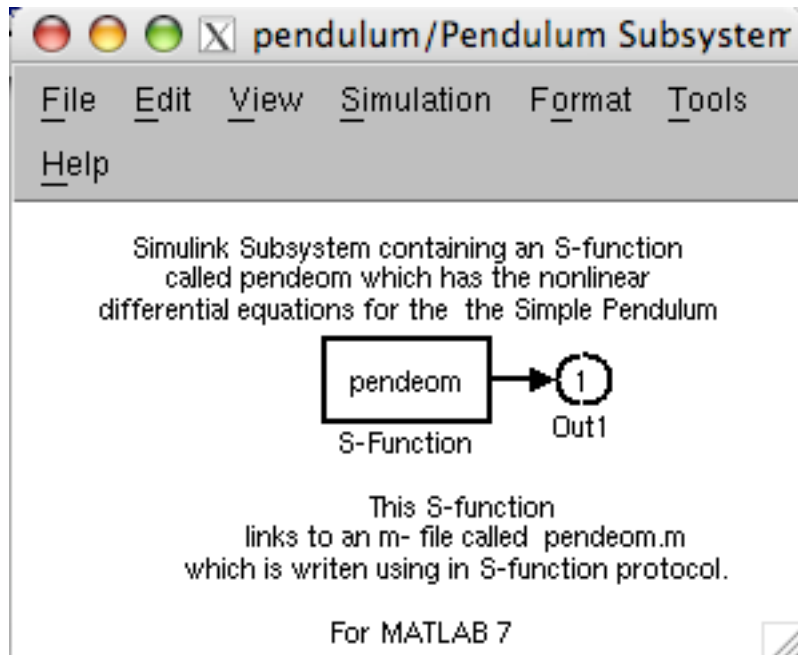 X pendulum/Pendulum Subsystem
File Edit View Simulation Format Tools
Help
Simulink Subsystem containing an S-function
called pendeom which has the nonlinear
differential equations for the the Simple Pendulum
pendeom
1
S-Function
Out1
This S-function
links to an m- file called pendeom.m
which is writen using in S-function protocol.
For MATLAB 7